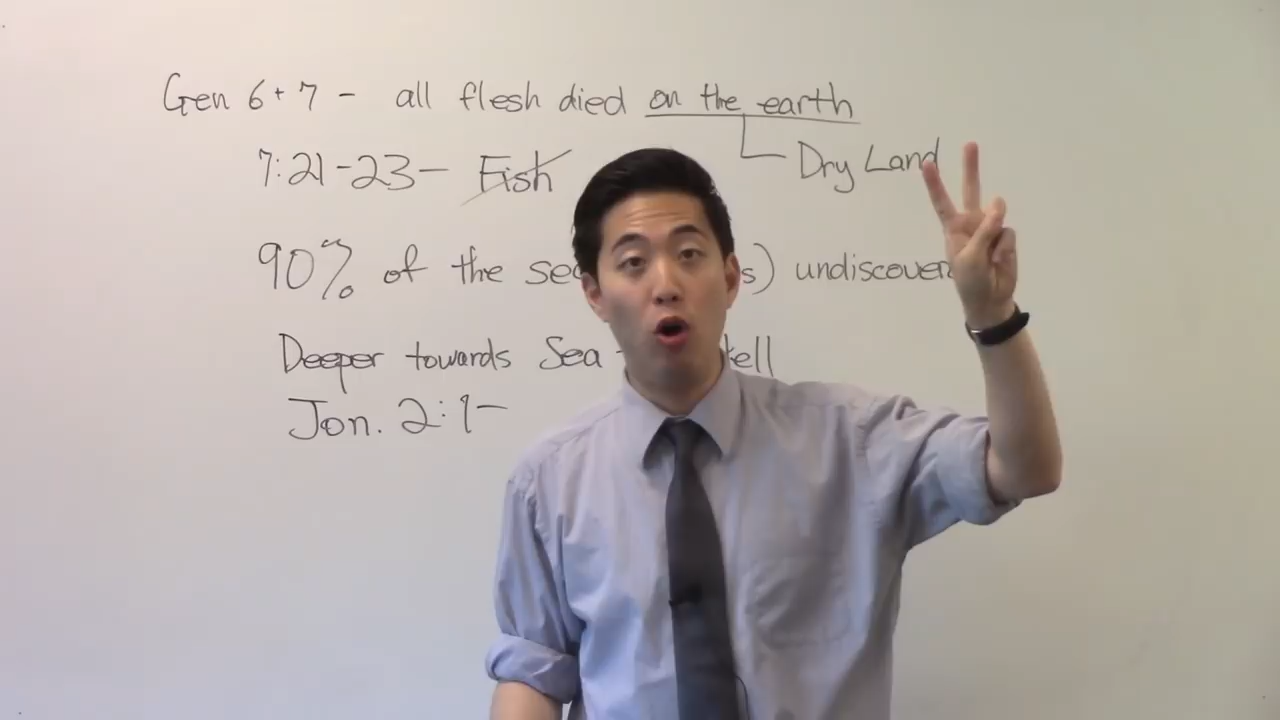 Gen 6+7 - all flesh died on the earth
Dry Land
7:21-23- Fish
90% of the sea s) undiscover
Deeper towards Sea -
Jon. 2:1-